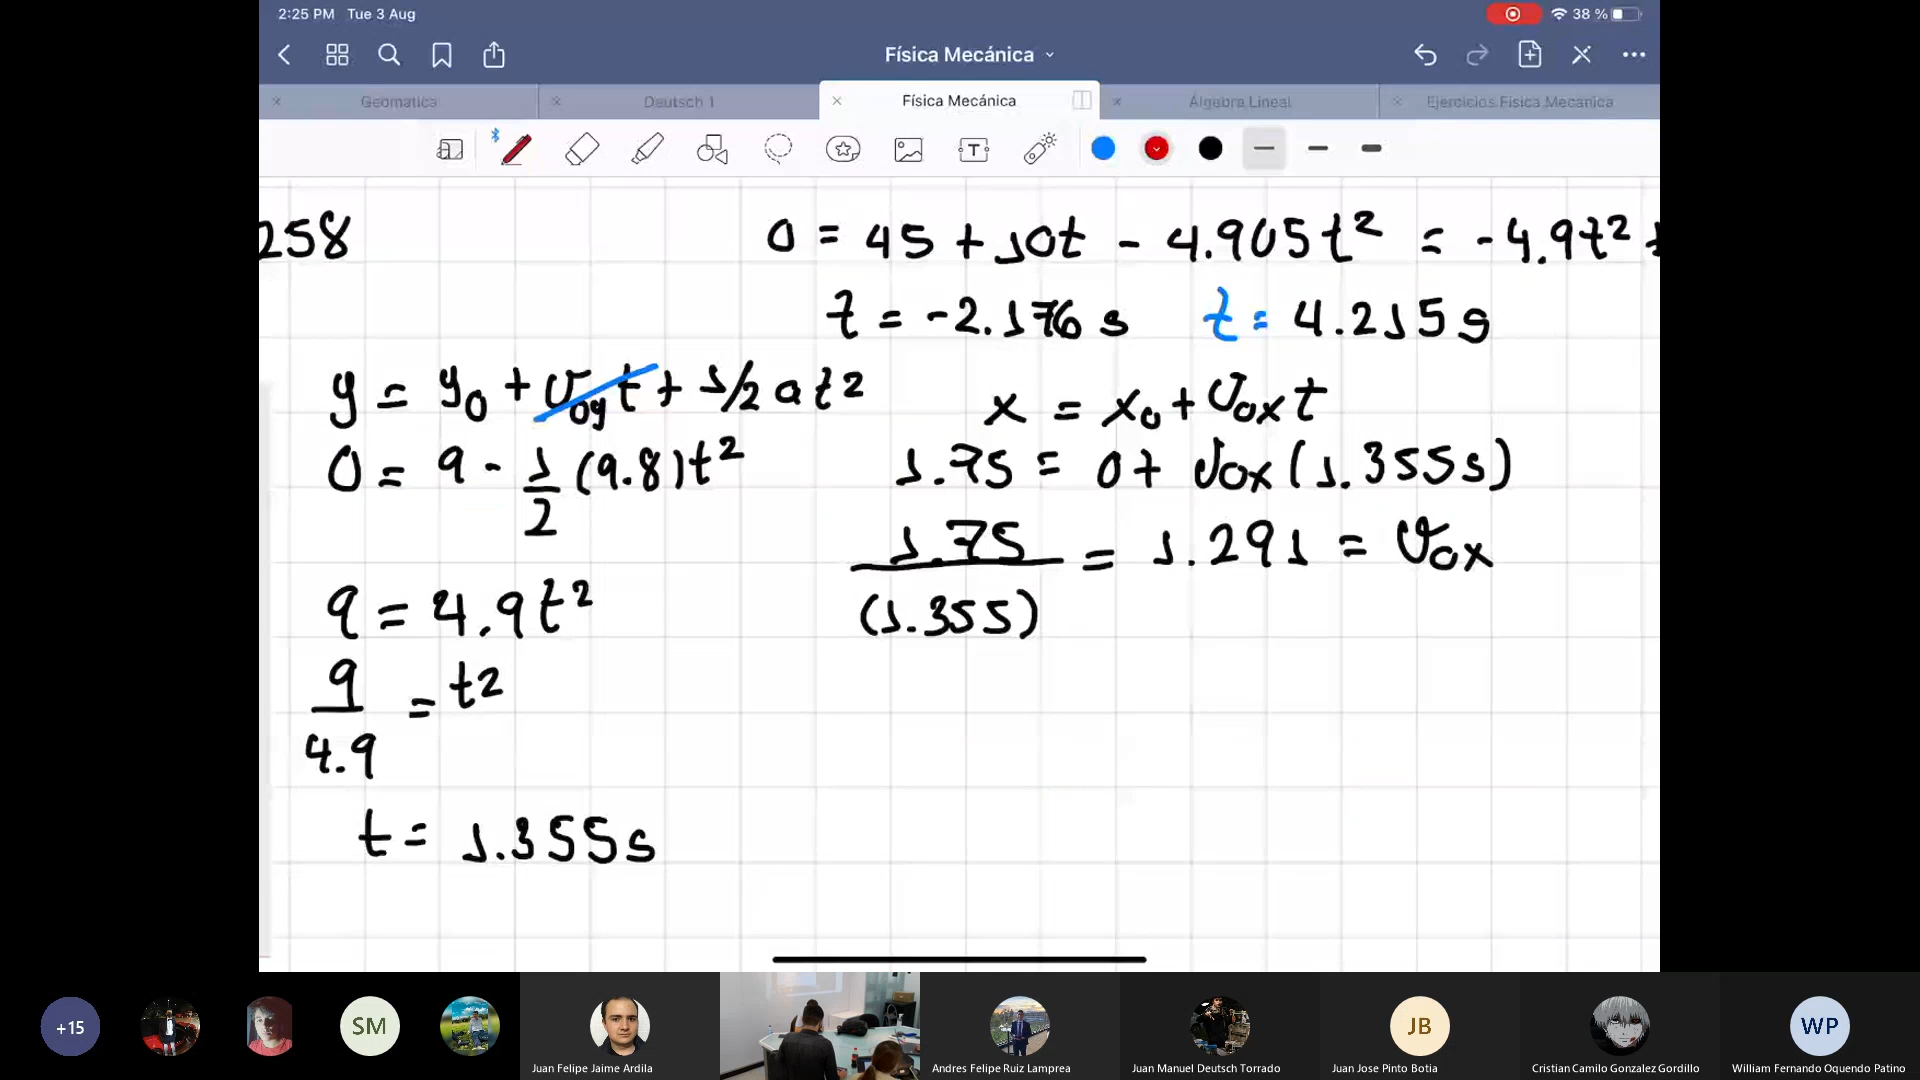 2:25 PM Tue 3 Aug
38 %
Física Mecánica
Geomatica
Deutsch 1
Física Mecánica
Álgebra Lineal
Ejercicios Física Mecanica
258
0 = 45 + 10t - 4.905t² = -4.9t²
t = -2.176 s t = 4.215 s
y = y₀ + v₀yt + 1/2 a t²
0 = 9 - 1/2 (9.8)t²
9 = 4.9t²
9/4.9 = t²
t = 1.355s
x = x₀ + v₀xt
1.75 = 0 + v₀x(1.355s)
1.75/(1.355) = 1.291 = v₀x
+15
SM
Juan Felipe Jaime Ardila
Andres Felipe Ruiz Lamprea
Juan Manuel Deutsch Torrado
JB
Juan Jose Pinto Botia
Cristian Camilo Gonzalez Gordillo
WP
William Fernando Oquendo Patino